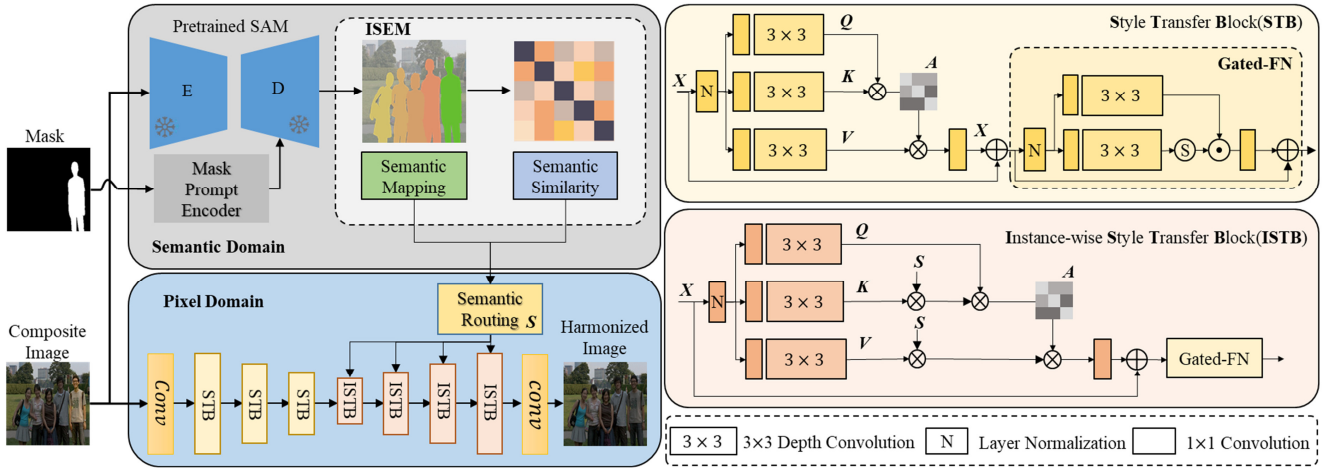 Pretrained SAM
ISEM
E
D
Mask
Mask
Prompt
Encoder
Semantic
Mapping
Semantic
Similarity
Semantic Domain
Pixel Domain
Semantic
Routing S
Composite
Image
Harmonized
Image
Conv
STB
STB
STB
ISTB
ISTB
ISTB
ISTB
conv
Style Transfer Block(STB)
Gated-FN
X
N
3 × 3
Q
3 × 3
K
3 × 3
V
A
X
N
3 × 3
3 × 3
S
Instance-wise Style Transfer Block(ISTB)
X
N
3 × 3
Q
3 × 3
K
S
3 × 3
V
S
A
Gated-FN
3 × 3
3×3 Depth Convolution
N
Layer Normalization
1×1 Convolution